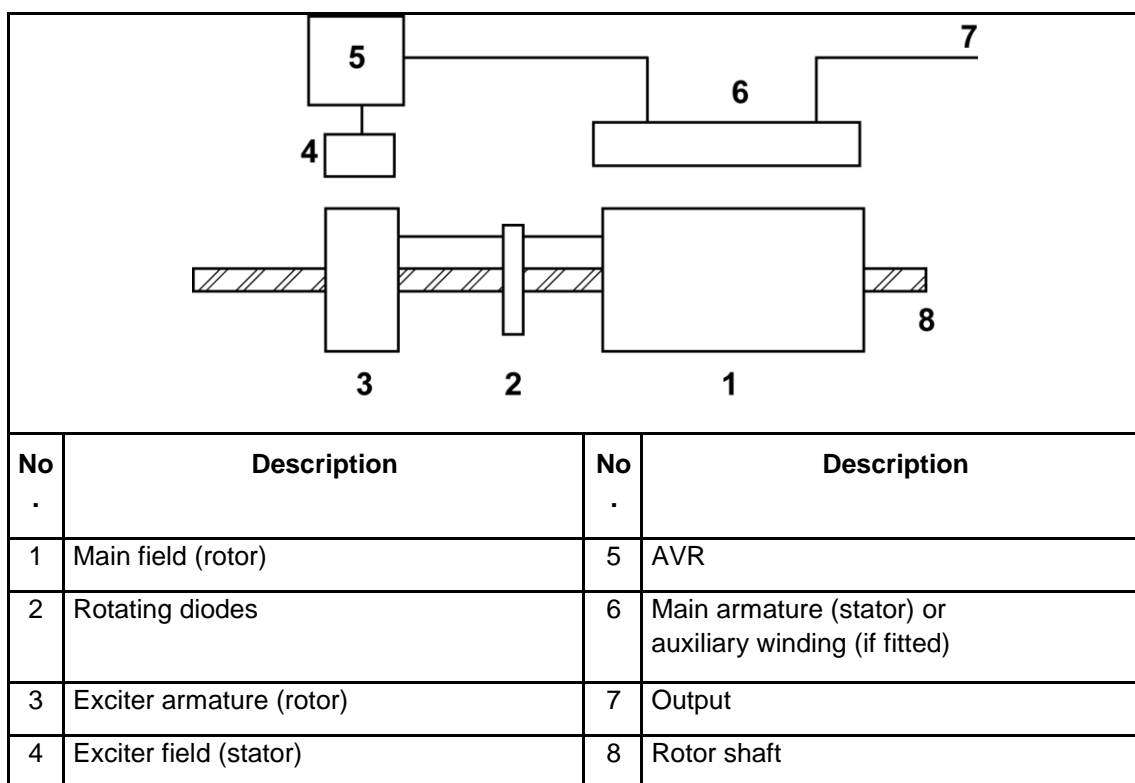 5
7
6
4
3
2
1
8
No
.
Description
No
.
Description
1
Main field (rotor)
5
AVR
2
Rotating diodes
6
Main armature (stator) or
auxiliary winding (if fitted)
3
Exciter armature (rotor)
7
Output
4
Exciter field (stator)
8
Rotor shaft